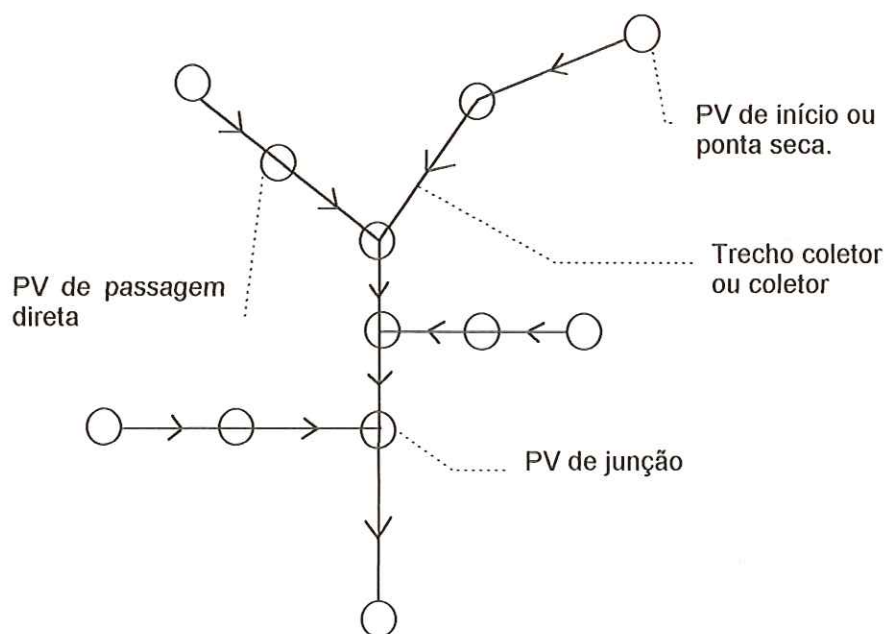 PV de início ou
ponta seca.
Trecho coletor
ou coletor
PV de passagem
direta
PV de junção